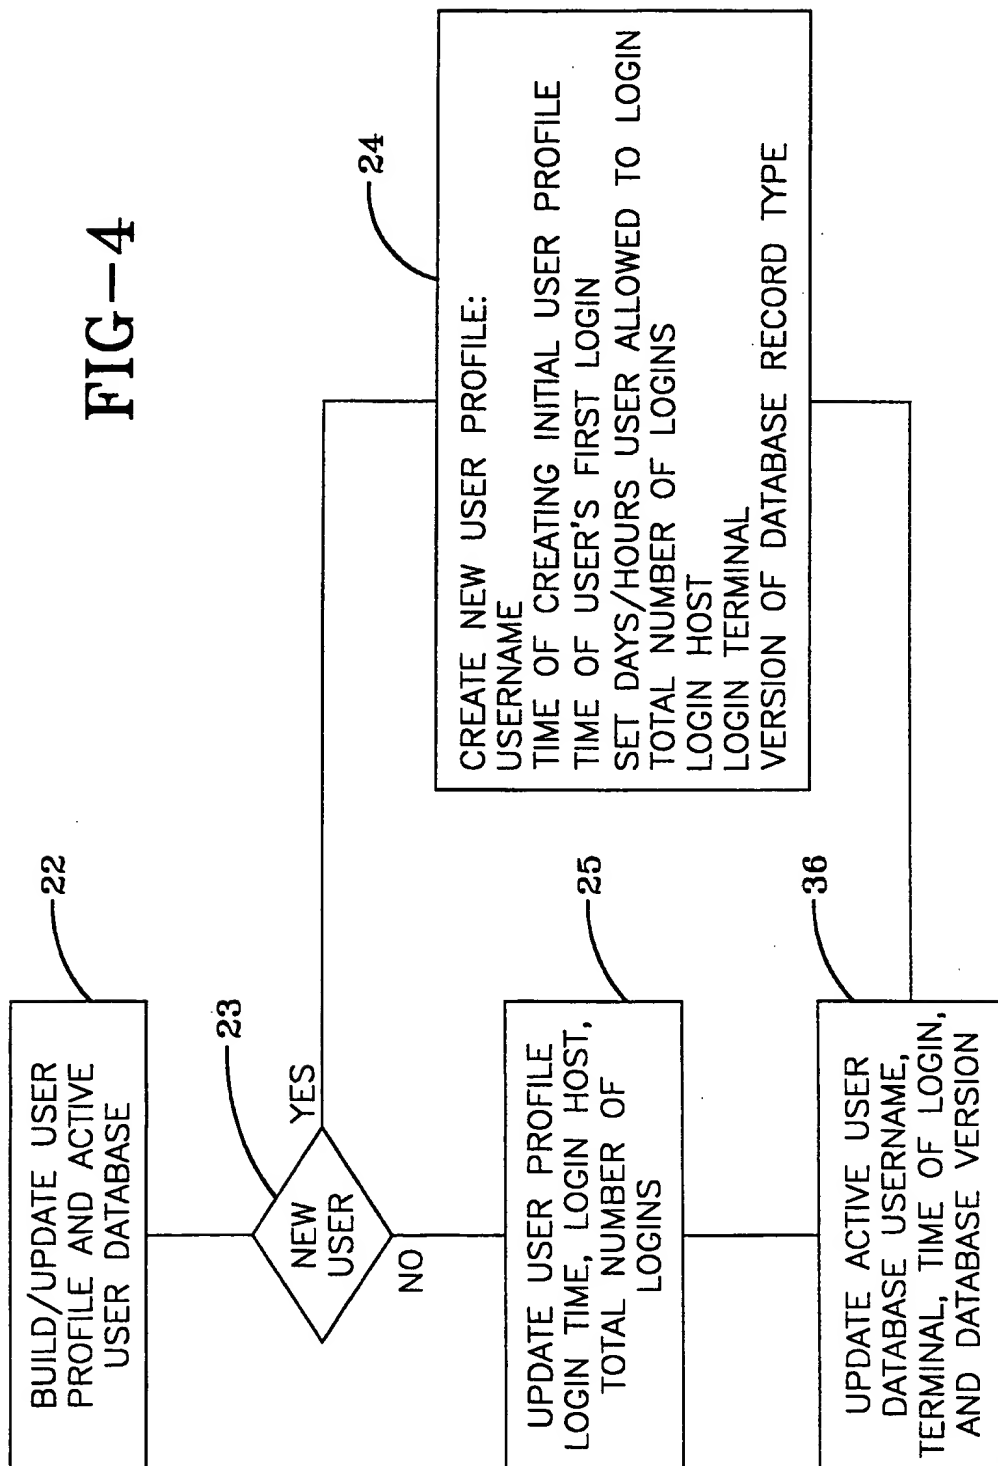 FIG-4
22
BUILD/UPDATE USER
PROFILE AND ACTIVE
USER DATABASE
23
NEW
USER
YES
NO
24
CREATE NEW USER PROFILE:
USERNAME
TIME OF CREATING INITIAL USER PROFILE
TIME OF USER'S FIRST LOGIN
SET DAYS/HOURS USER ALLOWED TO LOGIN
TOTAL NUMBER OF LOGINS
LOGIN HOST
LOGIN TERMINAL
VERSION OF DATABASE RECORD TYPE
25
UPDATE USER PROFILE
LOGIN TIME, LOGIN HOST,
TOTAL NUMBER OF
LOGINS
36
UPDATE ACTIVE USER
DATABASE USERNAME,
TERMINAL, TIME OF LOGIN,
AND DATABASE VERSION